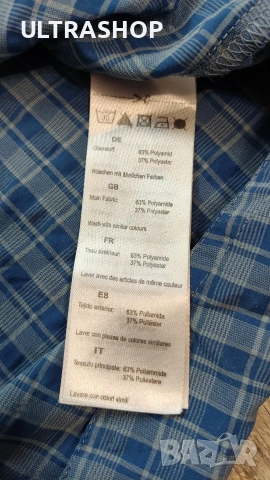 ULTRASHOP
DE
Oberstoff: 63% Polyamid
37% Polyester
Waschen mit ähnlichen Farben
GB
Main Fabric: 63% Polyamide
37% Polyester
Wash with similar colours
FR
Tissu extérieur: 63% Polyamide
37% Polyester
Laver avec des articles de même couleur
ES
Tejido exterior: 63% Poliamida
37% Poliéster
Lavar con piezas de colores similares
IT
Tessuto principale: 63% Poliammide
37% Poliestere
Lavare con colori simili
BAZAR
BG